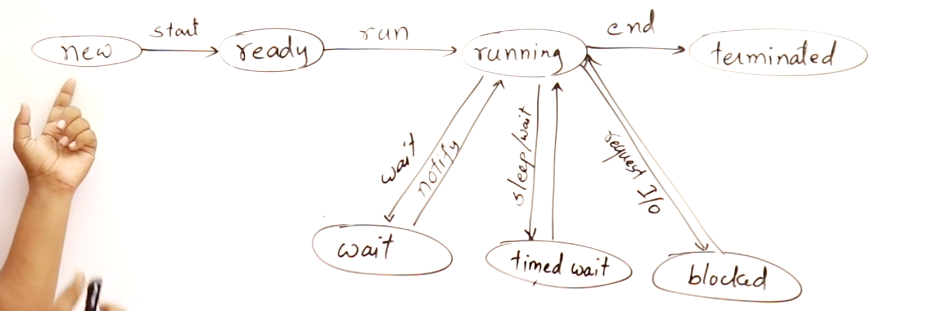 start
run
end
new
ready
running
terminated
wait
notify
sleep/wait
request I/o
wait
timed wait
blocked